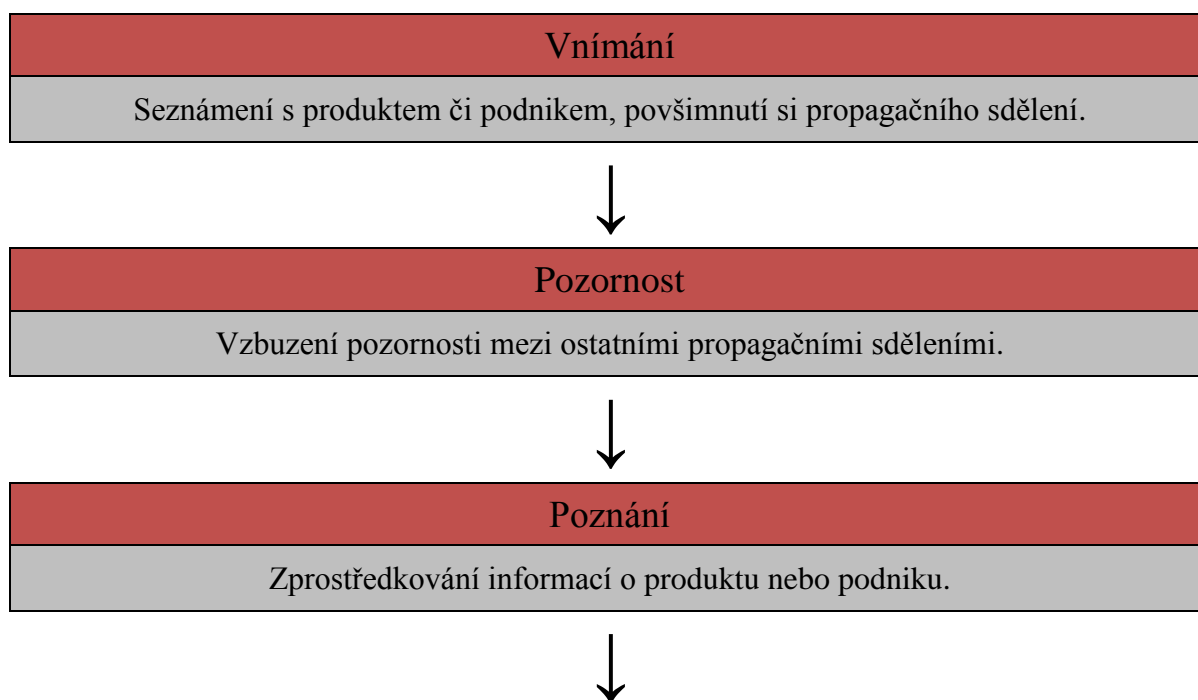 Vnímání
Seznámení s produktem či podnikem, povšimnutí si propagačního sdělení.
Pozornost
Vzbuzení pozornosti mezi ostatními propagačními sděleními.
Poznání
Zprostředkování informací o produktu nebo podniku.